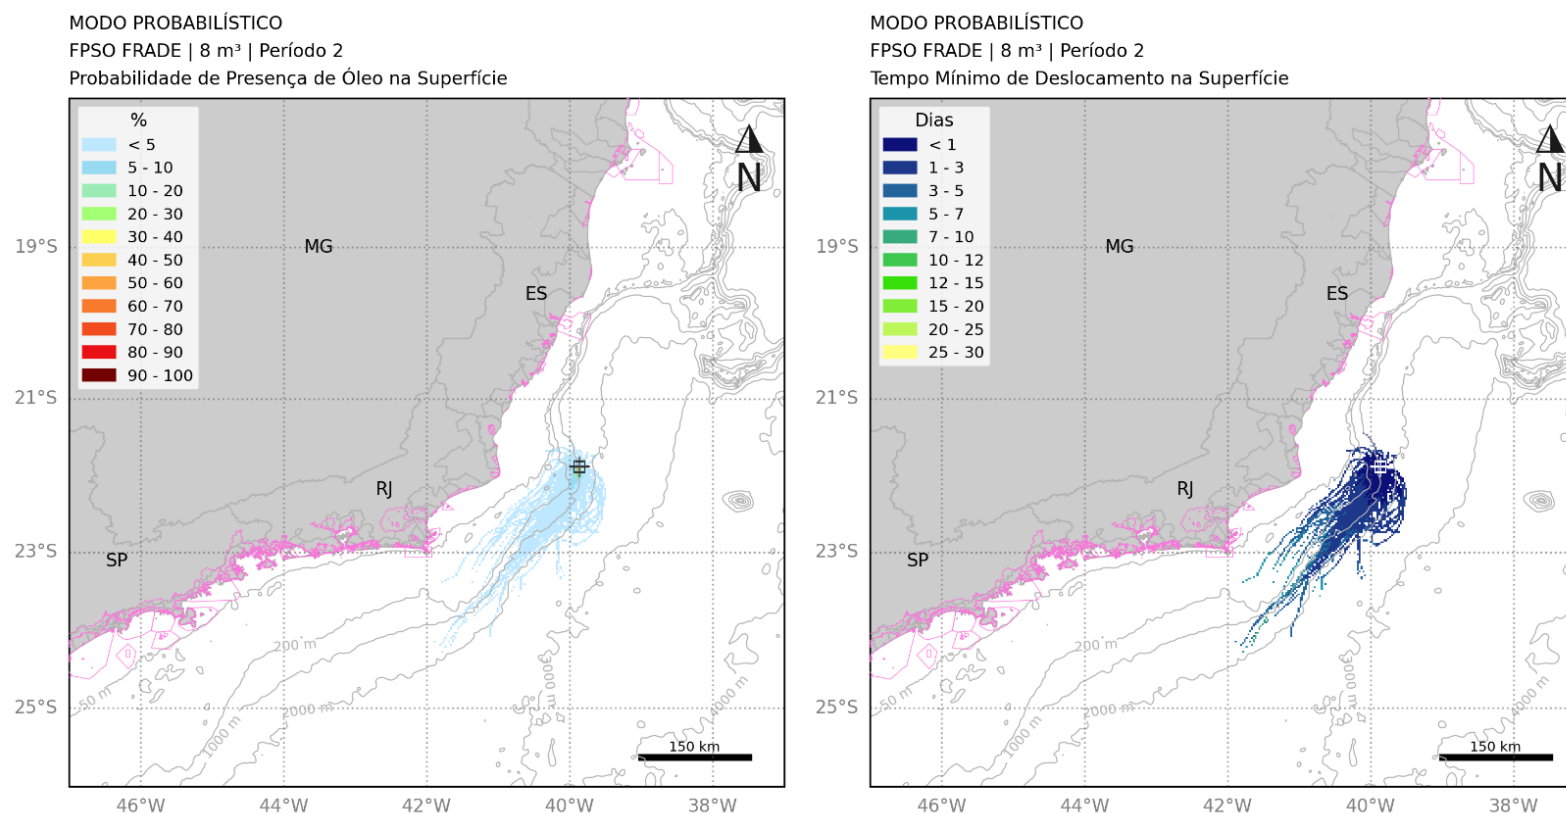 MODO PROBABILÍSTICO
FPSO FRADE | 8 m³ | Período 2
Probabilidade de Presença de Óleo na Superfície
%
< 5
5 - 10
10 - 20
20 - 30
30 - 40
40 - 50
50 - 60
60 - 70
70 - 80
80 - 90
90 - 100
N
MG
ES
RJ
SP
19°S
21°S
23°S
25°S
50 m
200 m
1000 m
2000 m
3000 m
4000 m
150 km
46°W
44°W
42°W
40°W
38°W
MODO PROBABILÍSTICO
FPSO FRADE | 8 m³ | Período 2
Tempo Mínimo de Deslocamento na Superfície
Dias
< 1
1 - 3
3 - 5
5 - 7
7 - 10
10 - 12
12 - 15
15 - 20
20 - 25
25 - 30
N
MG
ES
RJ
SP
19°S
21°S
23°S
25°S
50 m
200 m
1000 m
2000 m
3000 m
4000 m
150 km
46°W
44°W
42°W
40°W
38°W